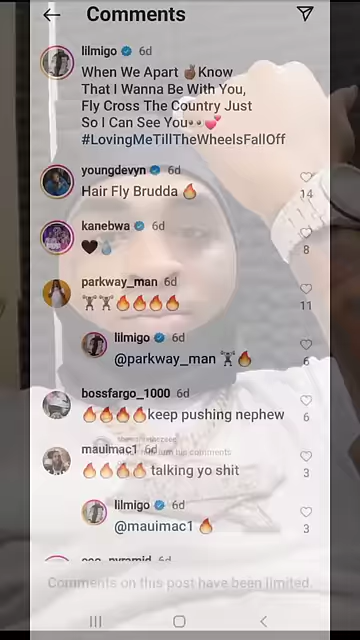 Comments
lilmigo 6d
When We Apart ✊🏾Know
That I Wanna Be With You,
Fly Cross The Country Just
So I Can See You👀💕
#LovingMeTillTheWheelsFallOff
youngdevyn 6d
Hair Fly Brudda 🔥
14
kanebwa 6d
🖤💧
8
parkway_man 6d
🏋🏾🏋🏾🔥🔥🔥🔥
11
lilmigo 6d
@parkway_man 🏋🏾🔥
6
bossfargo_1000 6d
🔥🔥🔥🔥keep pushing nephew
6
mauimac1 6d
🔥🔥🔥🔥 talking yo shit
3
lilmigo 6d
@mauimac1 🔥
3
Comments on this post have been limited.